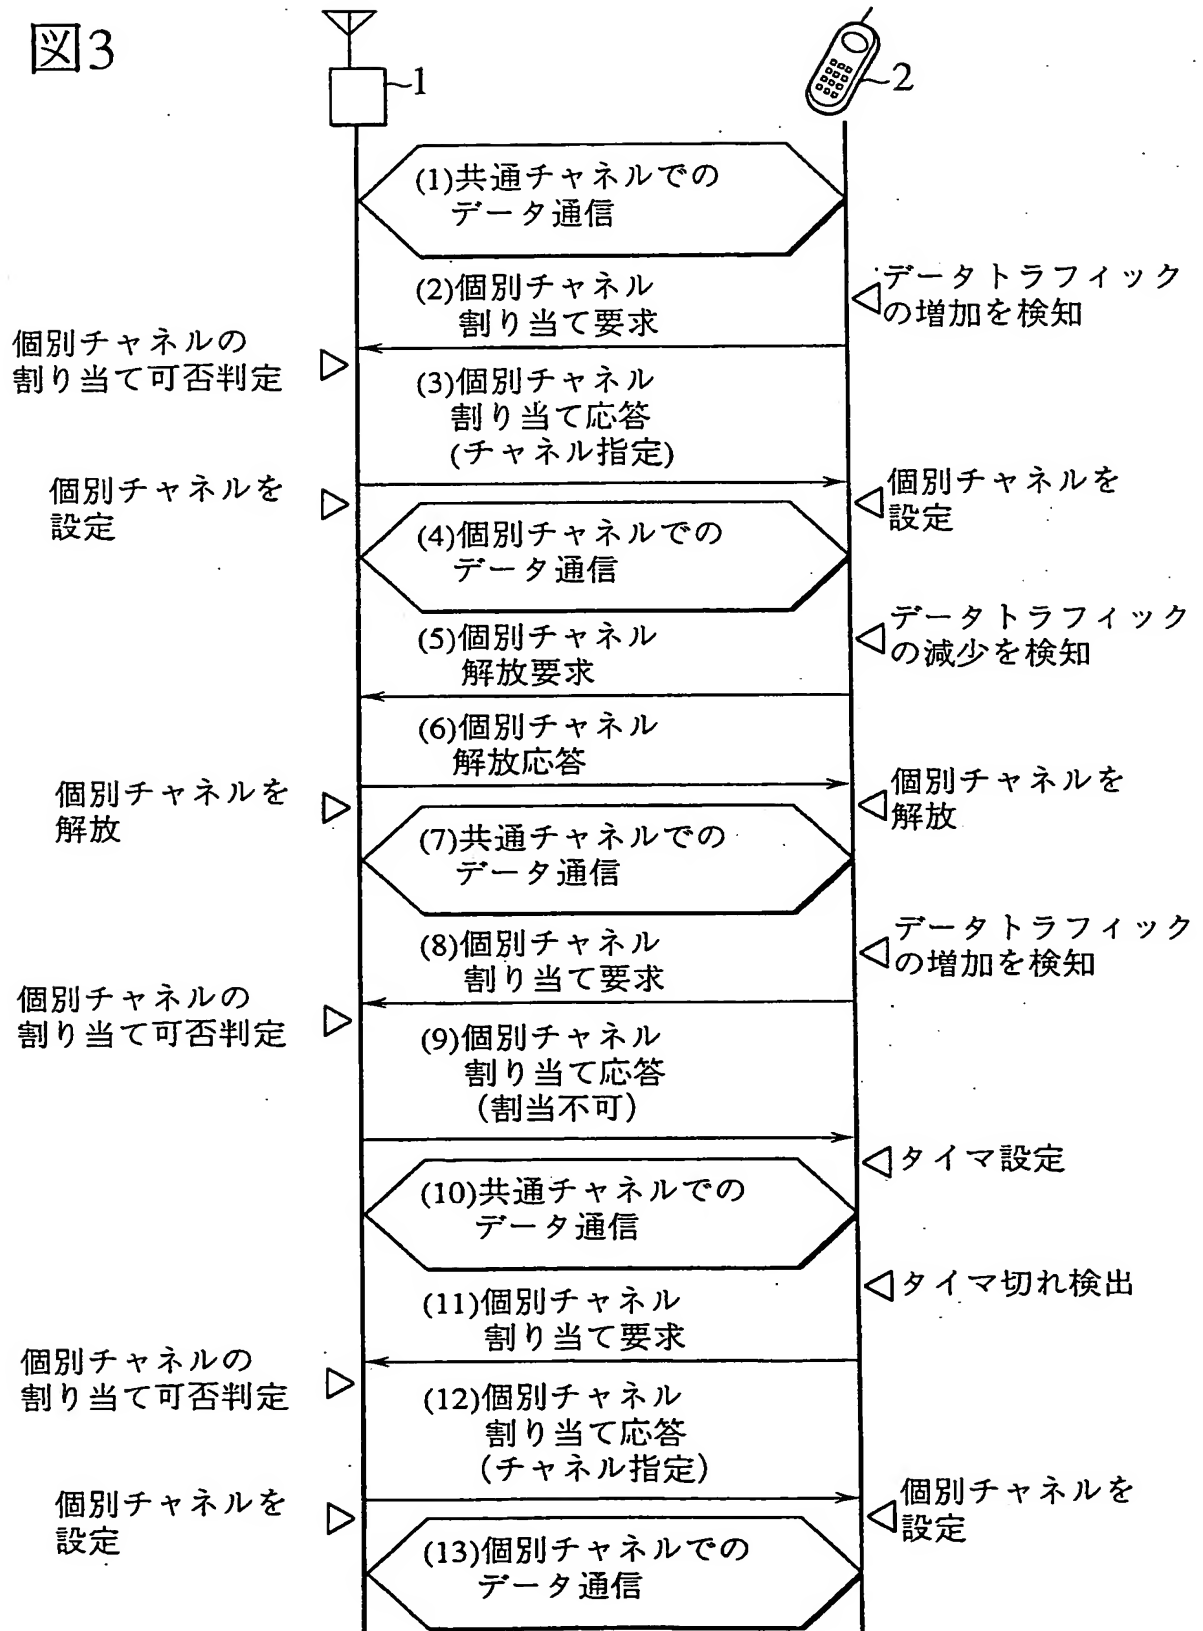 図3
1
2
(1)共通チャネルでの
データ通信
データトラフィック
の増加を検知
(2)個別チャネル
割り当て要求
個別チャネルの
割り当て可否判定
(3)個別チャネル
割り当て応答
(チャネル指定)
個別チャネルを
設定
個別チャネルを
設定
(4)個別チャネルでの
データ通信
データトラフィック
の減少を検知
(5)個別チャネル
解放要求
(6)個別チャネル
解放応答
個別チャネルを
解放
個別チャネルを
解放
(7)共通チャネルでの
データ通信
データトラフィック
の増加を検知
(8)個別チャネル
割り当て要求
個別チャネルの
割り当て可否判定
(9)個別チャネル
割り当て応答
(割当不可)
タイマ設定
(10)共通チャネルでの
データ通信
タイマ切れ検出
(11)個別チャネル
割り当て要求
個別チャネルの
割り当て可否判定
(12)個別チャネル
割り当て応答
(チャネル指定)
個別チャネルを
設定
個別チャネルを
設定
(13)個別チャネルでの
データ通信